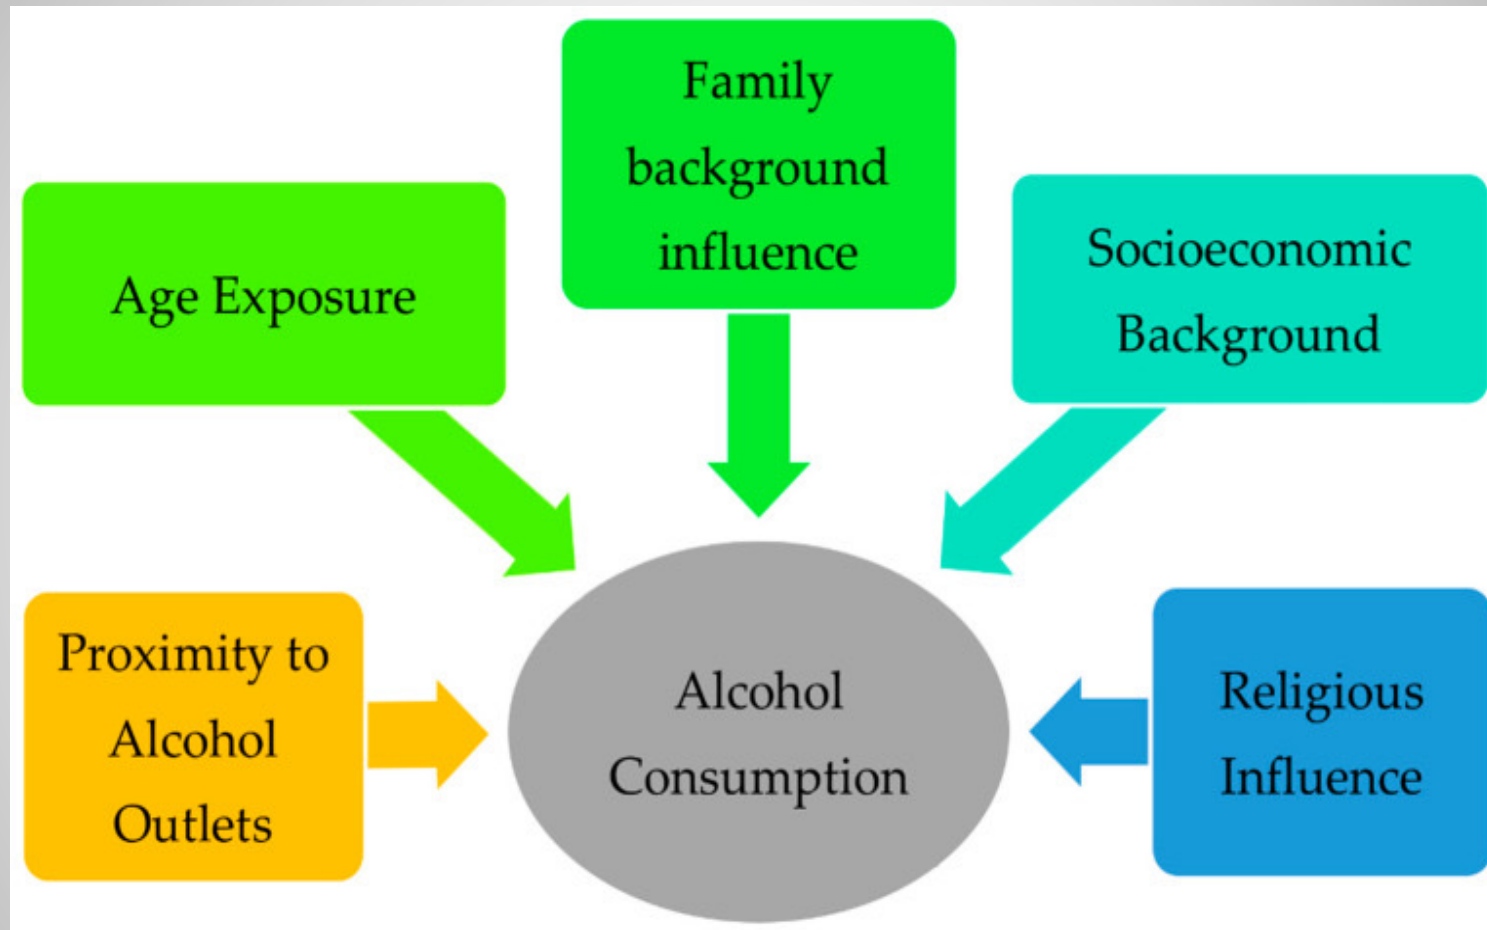 Family
background
influence
Age Exposure
Socioeconomic
Background
Proximity to
Alcohol
Outlets
Alcohol
Consumption
Religious
Influence